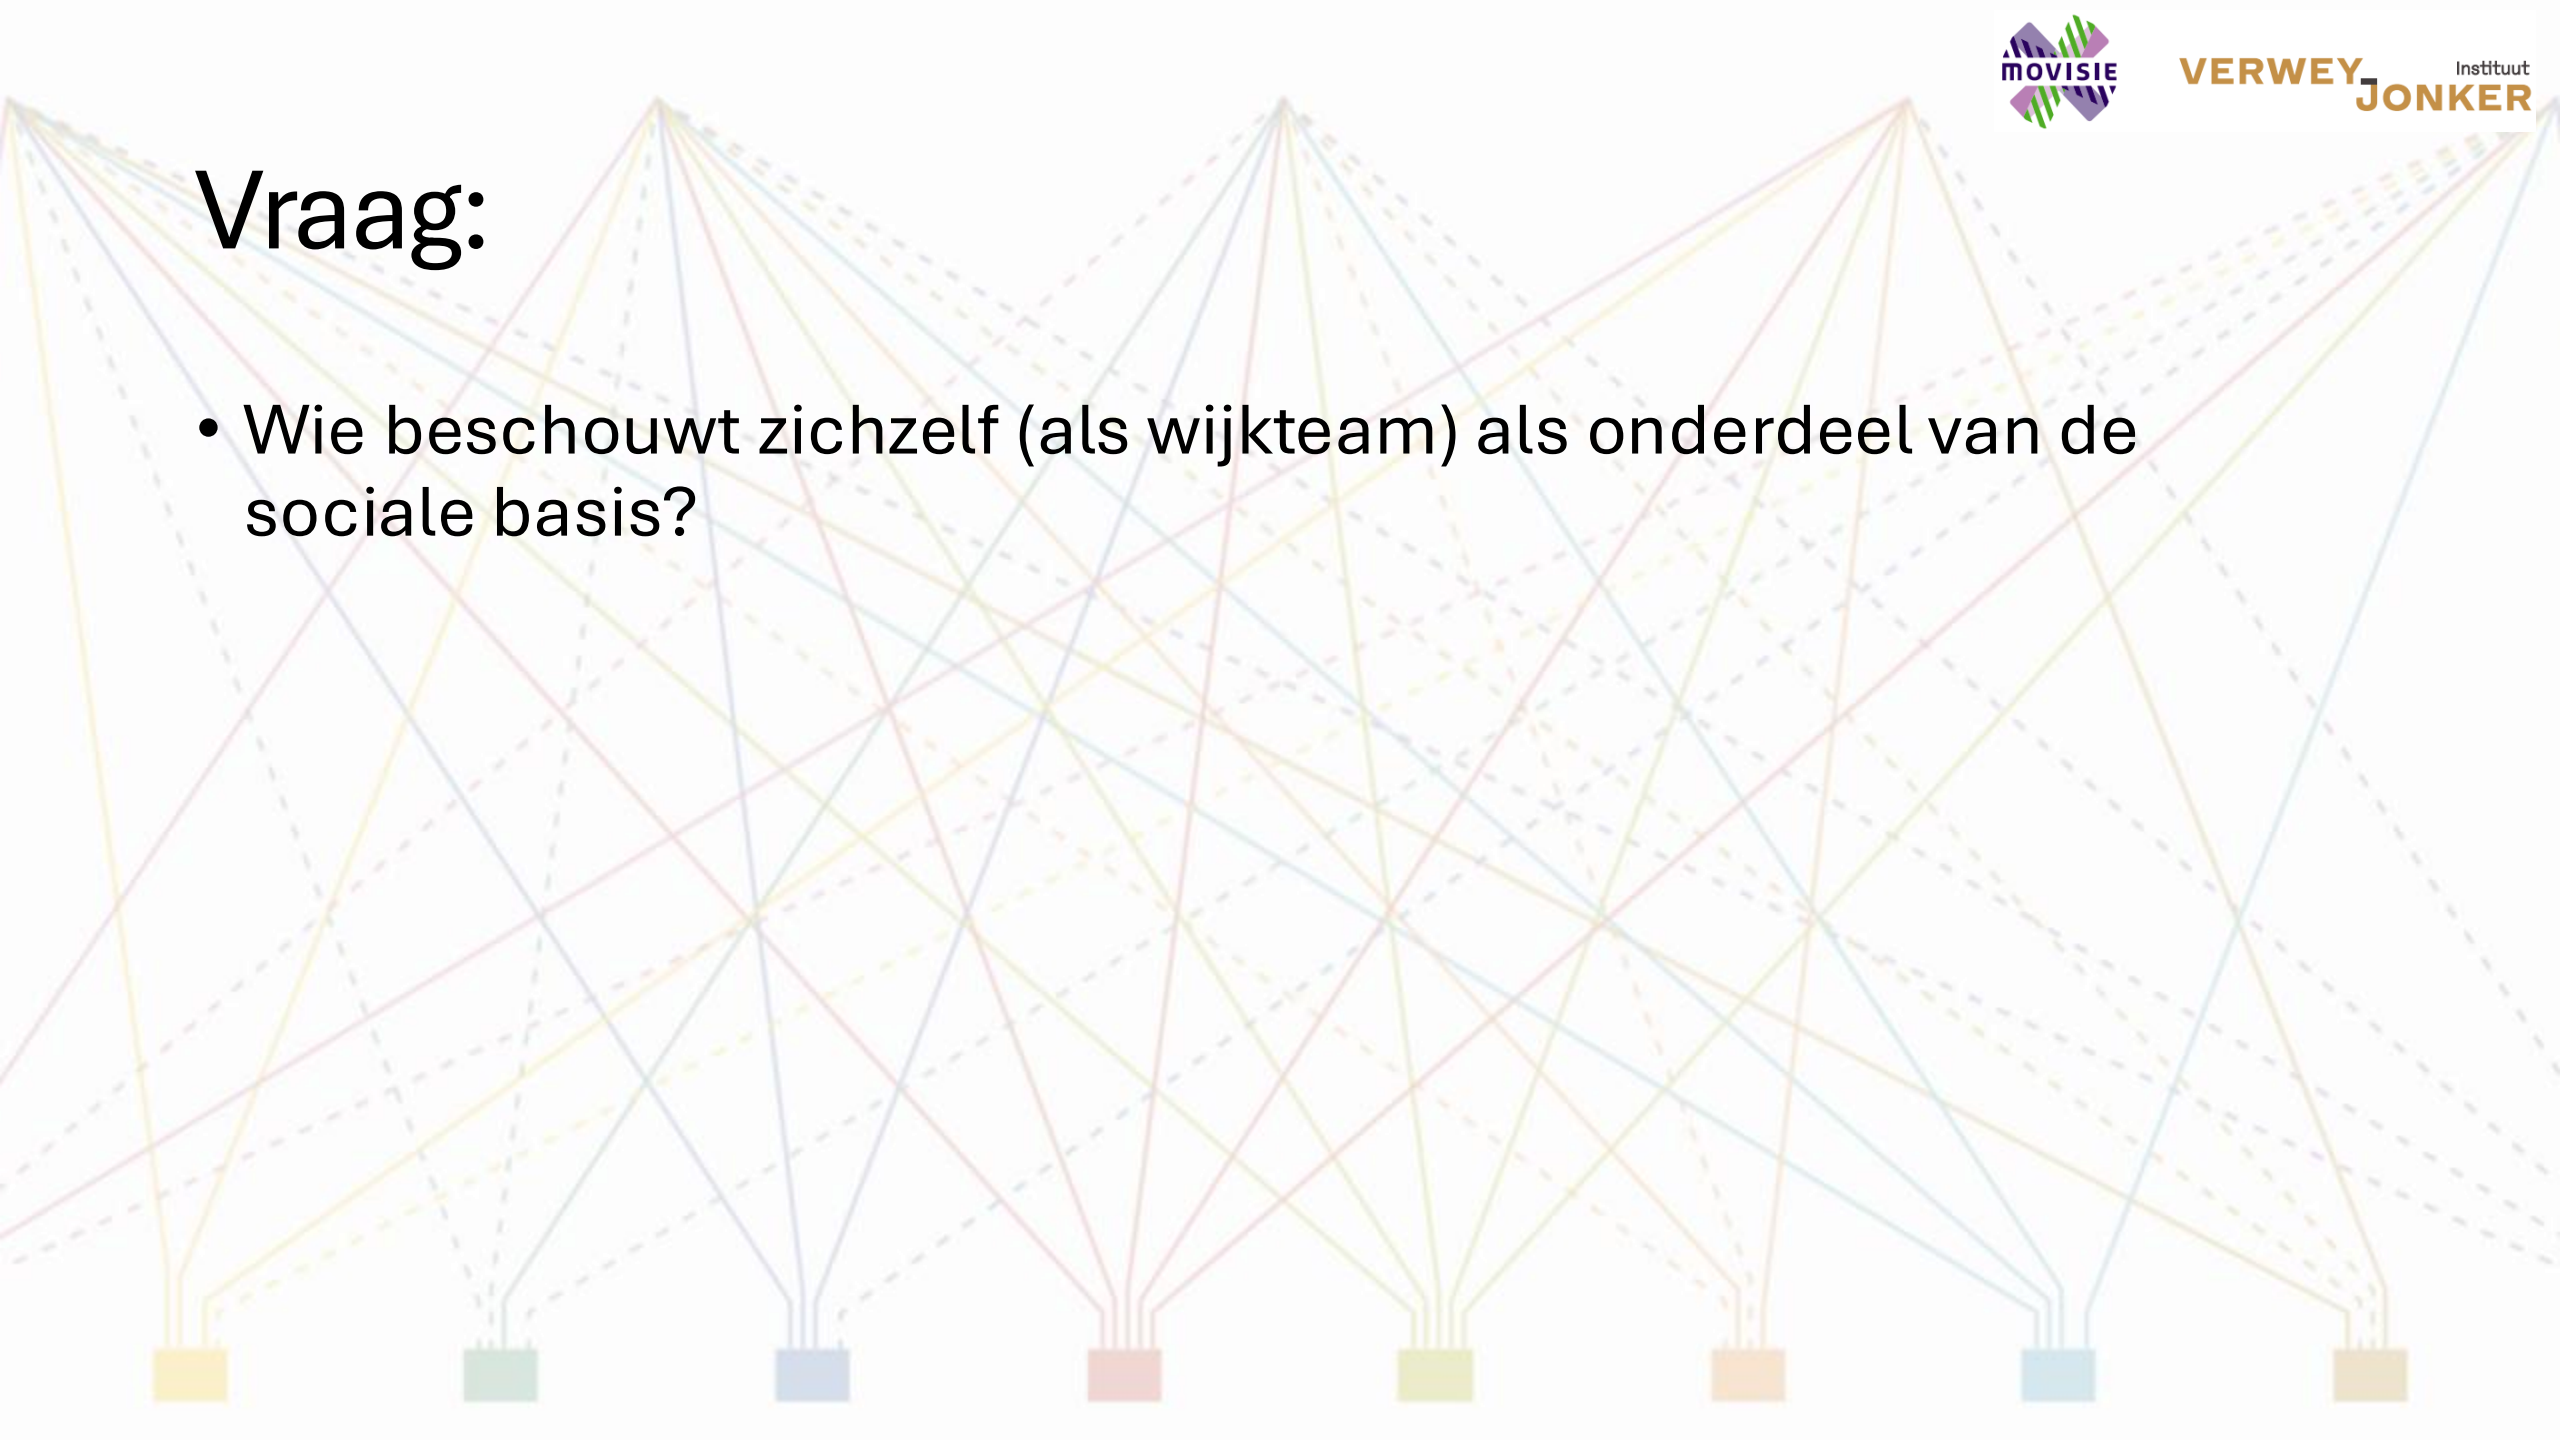 MOVISIE
VERWEY
Instituut
JONKER
Vraag:
• Wie beschouwt zichzelf (als wijkteam) als onderdeel van de
sociale basis?